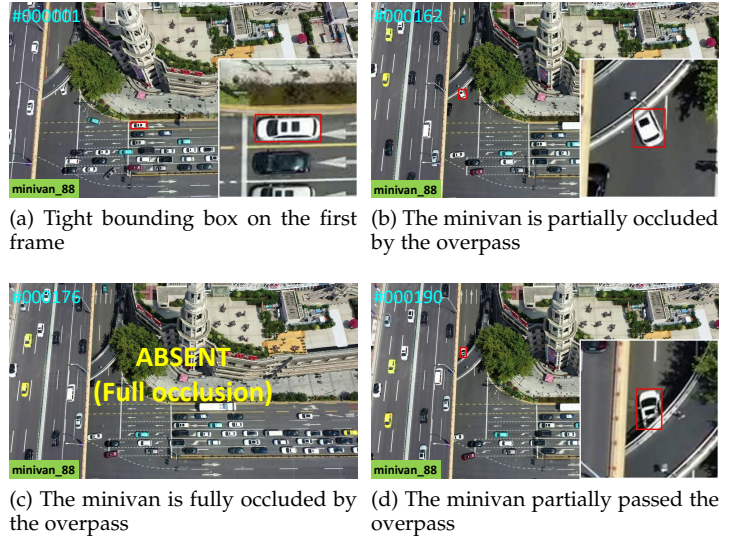 #000001
minivan_88
(a) Tight bounding box on the first
frame
#000162
minivan_88
(b) The minivan is partially occluded
by the overpass
#000176
ABSENT
(Full occlusion)
minivan_88
(c) The minivan is fully occluded by
the overpass
#000190
minivan_88
(d) The minivan partially passed the
overpass